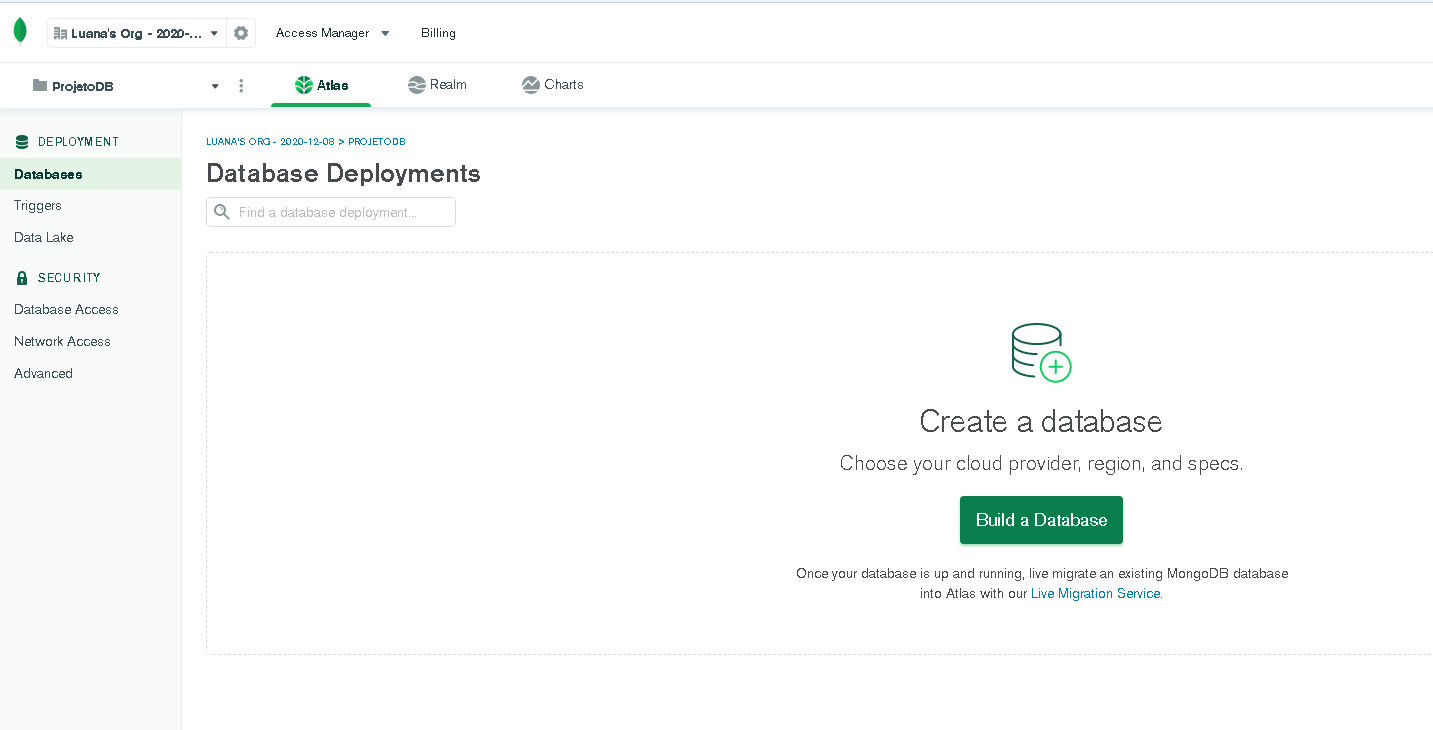 Luana's Org - 2020-...
Access Manager
Billing
ProjetoDB
Atlas
Realm
Charts
DEPLOYMENT
Databases
Triggers
Data Lake
SECURITY
Database Access
Network Access
Advanced
LUANA'S ORG - 2020-12-08 > PROJETODB
Database Deployments
Find a database deployment...
Create a database
Choose your cloud provider, region, and specs.
Build a Database
Once your database is up and running, live migrate an existing MongoDB database
into Atlas with our Live Migration Service.